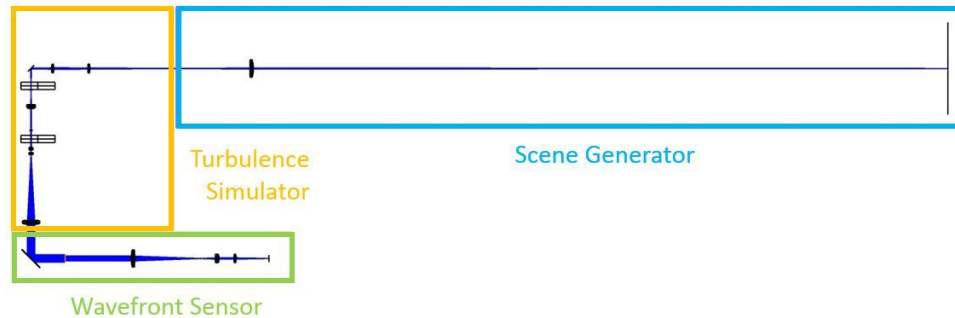 Scene Generator
Turbulence
Simulator
Wavefront Sensor